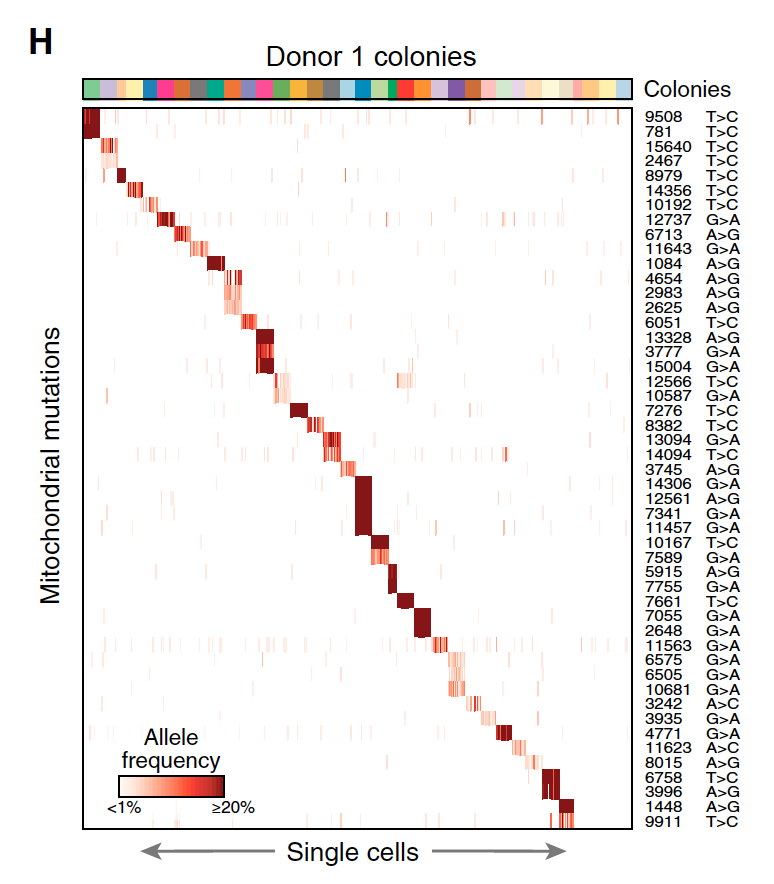 H
Donor 1 colonies
Colonies
9508 T>C
781 T>C
15640 T>C
2467 T>C
8979 T>C
14356 T>C
10192 T>C
12737 G>A
6713 A>G
11643 G>A
1084 A>G
4654 A>G
2983 A>G
2625 A>G
6051 T>C
13328 A>G
3777 G>A
15004 G>A
12566 T>C
10587 G>A
7276 T>C
8382 T>C
13094 G>A
14094 T>C
3745 A>G
14306 G>A
12561 A>G
7341 G>A
11457 G>A
10167 T>C
7589 G>A
5915 A>G
7755 G>A
7661 T>C
7055 G>A
2648 G>A
11563 G>A
6575 G>A
6505 G>A
10681 G>A
3242 A>C
3935 G>A
4771 G>A
11623 A>C
8015 A>G
6758 T>C
3996 A>G
1448 A>G
9911 T>C
Mitochondrial mutations
Allele
frequency
<1% ≥20%
Single cells